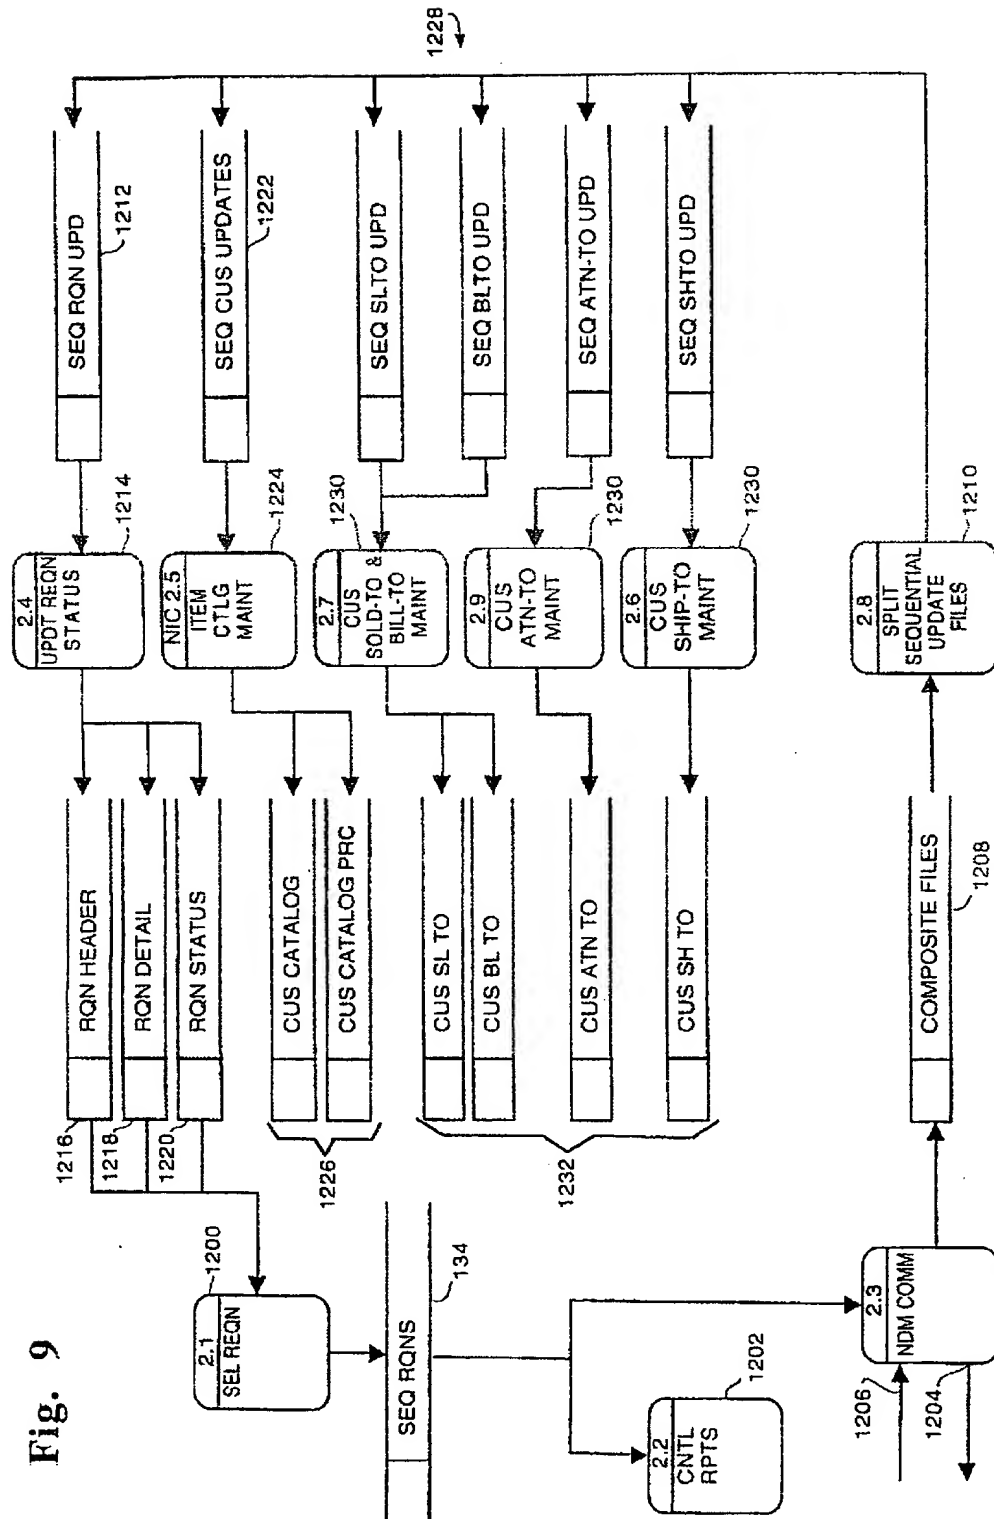 Fig. 9
1228
SEQ RQN UPD
1212
SEQ CUS UPDATES
1222
SEQ SLTO UPD
SEQ BLTO UPD
SEQ ATN-TO UPD
SEQ SHTO UPD
2.4
UPDT REQN
STATUS
1214
NIC 2.5
ITEM
CTLG
MAINT
1224
2.7
CUS
SOLD-TO &
BILL-TO
MAINT
1230
2.9
CUS
ATN-TO
MAINT
1230
2.6
CUS
SHIP-TO
MAINT
1230
2.8
SPLIT
SEQUENTIAL
UPDATE
FILES
1210
RQN HEADER
1216
RQN DETAIL
1218
RQN STATUS
1220
CUS CATALOG
CUS CATALOG PRC
1226
CUS SL TO
CUS BL TO
CUS ATN TO
CUS SH TO
1232
COMPOSITE FILES
1208
2.1
SEL REQN
1200
SEQ RQNS
134
2.2
CNTL
RPTS
1202
2.3
NDM COMM
1206
1204